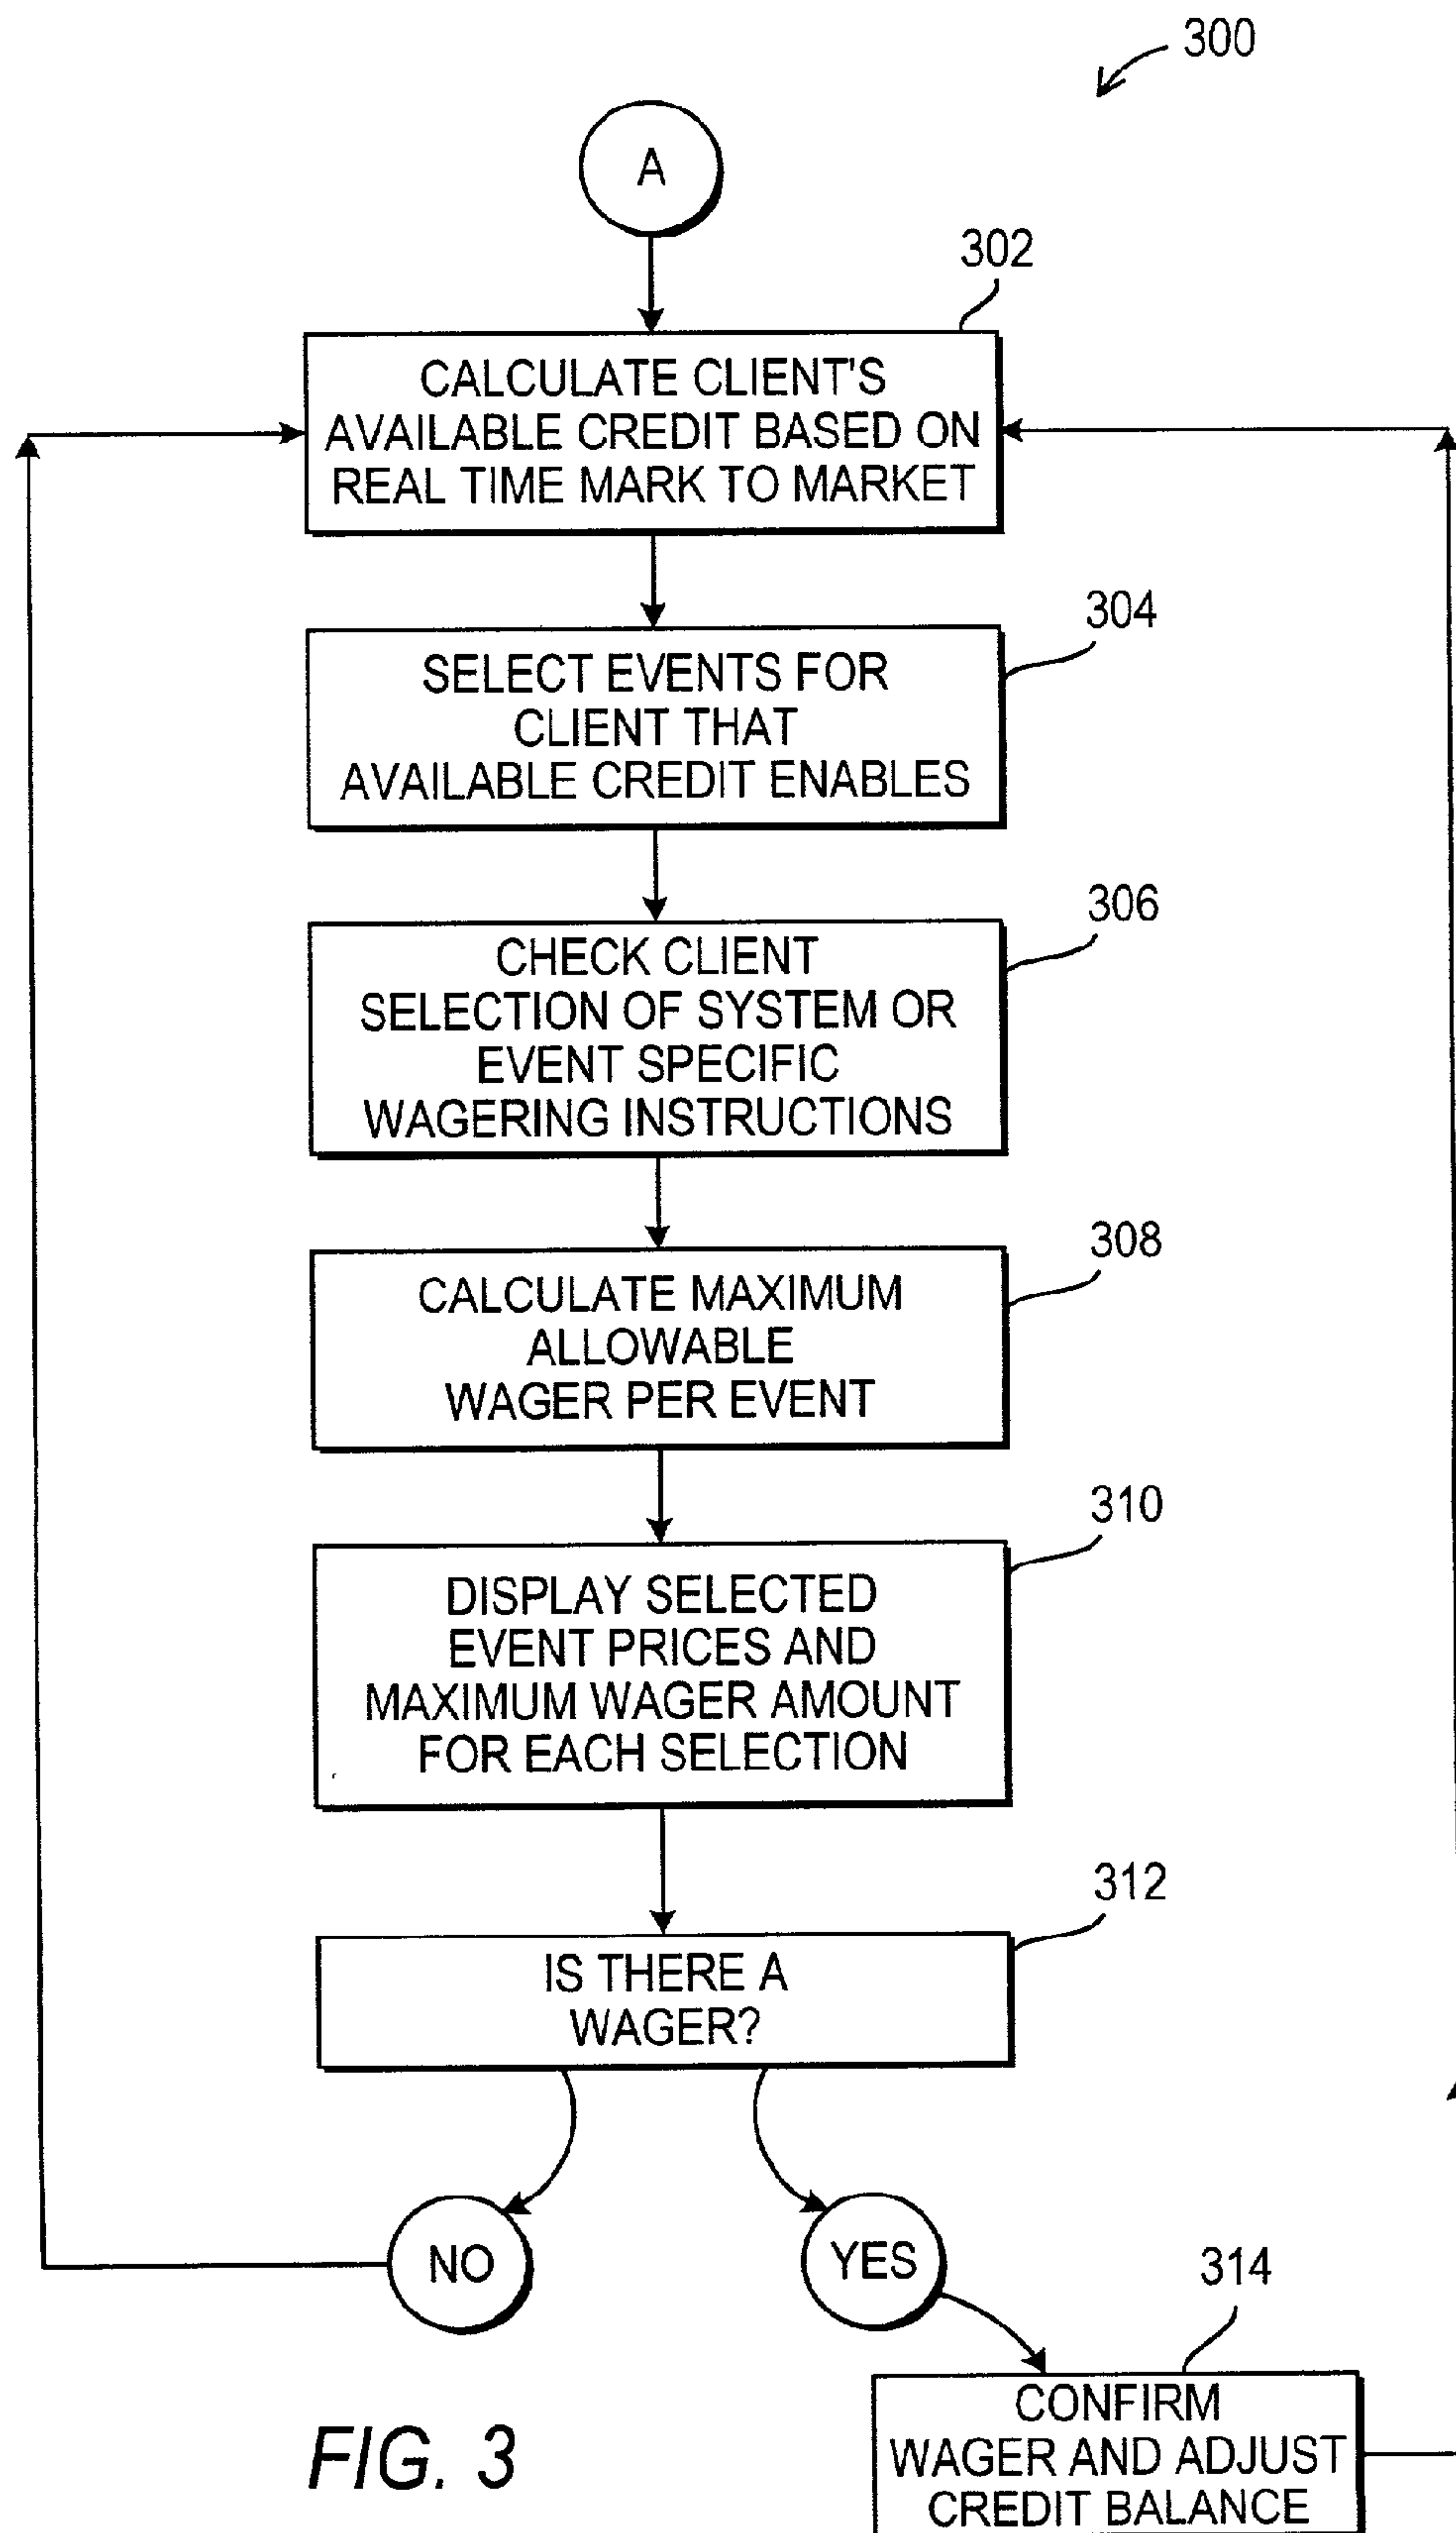 300
A
302
CALCULATE CLIENT'S
AVAILABLE CREDIT BASED ON
REAL TIME MARK TO MARKET
304
SELECT EVENTS FOR
CLIENT THAT
AVAILABLE CREDIT ENABLES
306
CHECK CLIENT
SELECTION OF SYSTEM OR
EVENT SPECIFIC
WAGERING INSTRUCTIONS
308
CALCULATE MAXIMUM
ALLOWABLE
WAGER PER EVENT
310
DISPLAY SELECTED
EVENT PRICES AND
MAXIMUM WAGER AMOUNT
FOR EACH SELECTION
312
IS THERE A
WAGER?
NO
YES
314
CONFIRM
WAGER AND ADJUST
CREDIT BALANCE
FIG. 3